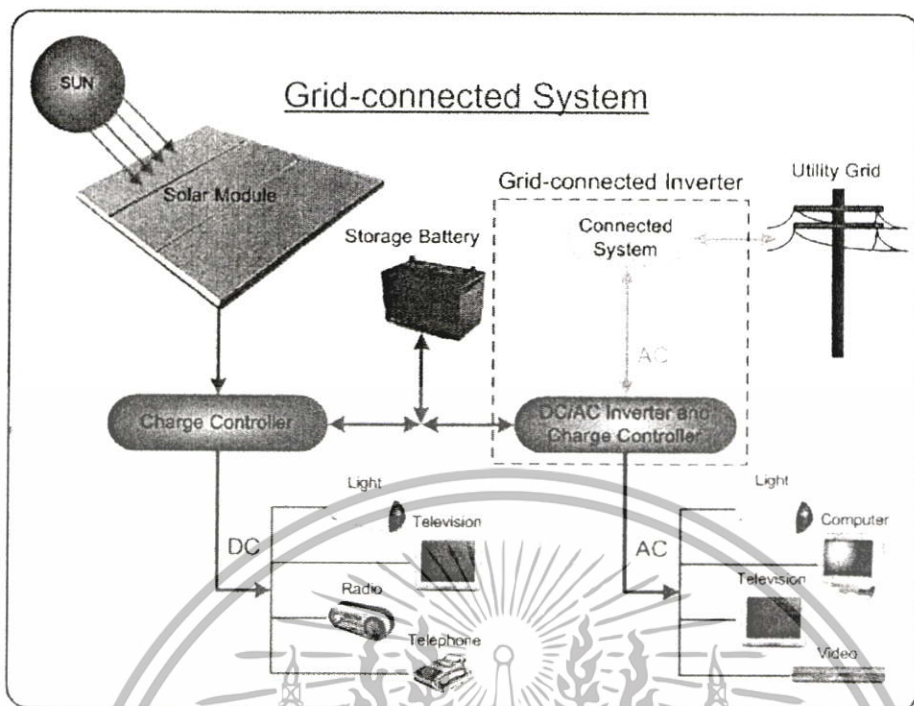 SUN
Grid-connected System
Solar Module
Utility Grid
Grid-connected Inverter
Connected
System
Storage Battery
AC
Charge Controller
DC/AC Inverter and
Charge Controller
Light
Television
DC
Radio
Telephone
Light
Computer
AC
Television
Video